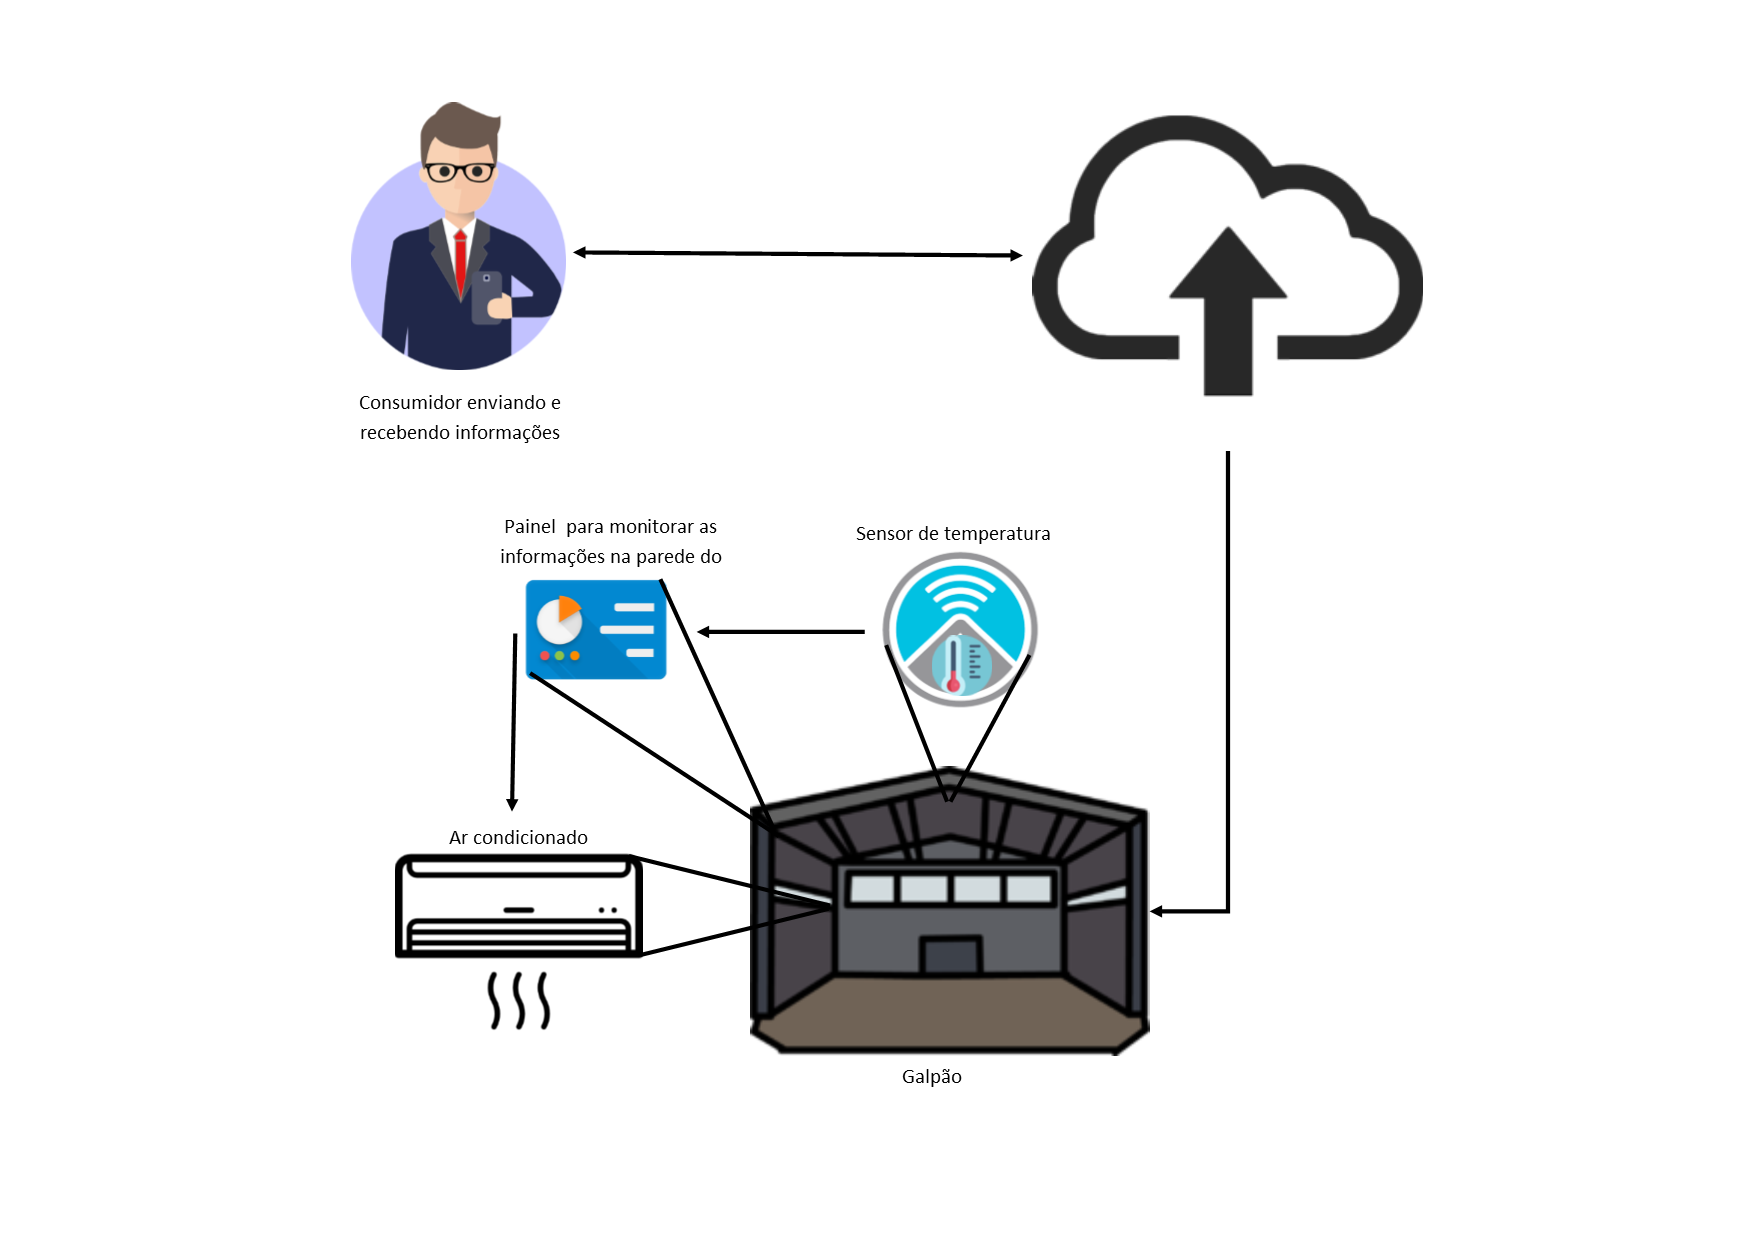 Consumidor enviando e
recebendo informações
Painel  para monitorar as
informações na parede do
Sensor de temperatura
Ar condicionado
Galpão